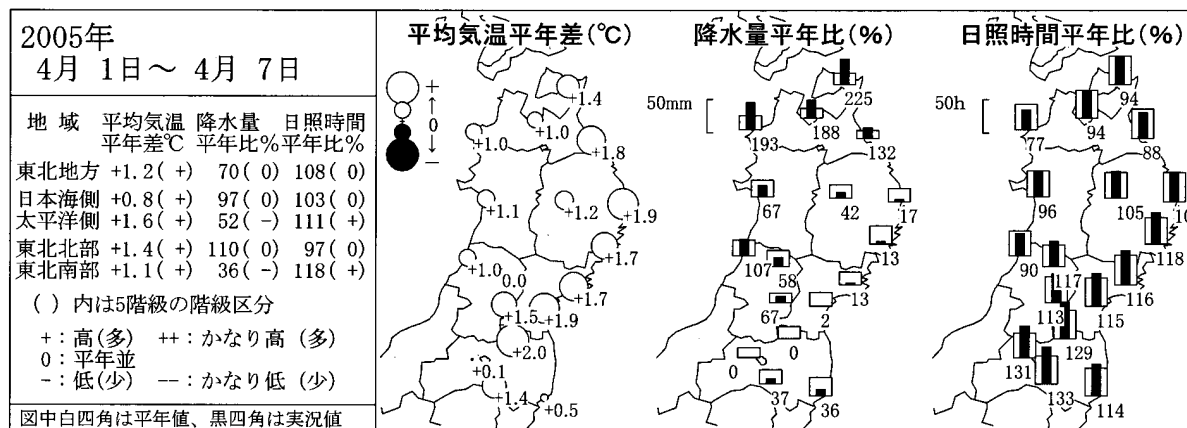 2005年
4月 1日～ 4月 7日
地 域 平均気温 降水量 日照時間
平年差℃ 平年比% 平年比%
東北地方 +1.2( +) 70( 0) 108( 0)
日本海側 +0.8( +) 97( 0) 103( 0)
太平洋側 +1.6( +) 52( -) 111( +)
東北北部 +1.4( +) 110( 0) 97( 0)
東北南部 +1.1( +) 36( -) 118( +)
( ) 内は5階級の階級区分
+：高(多) ++：かなり高 (多)
0：平年並
-：低(少) --：かなり低 (少)
図中白四角は平年値、黒四角は実況値
平均気温平年差(℃)
+
↑
0
↓
-
+1.4
+1.0
+1.0
+1.8
+1.1
+1.2
+1.9
+1.7
+1.0
0.0
+1.7
+1.5
+1.9
+2.0
+0.1
+1.4
+0.5
降水量平年比(%)
50mm
225
193
188
132
67
42
17
13
107
58
13
67
2
0
0
37
36
日照時間平年比(%)
50h
94
77
94
88
96
105
10
118
90
117
116
113
115
129
131
133
114